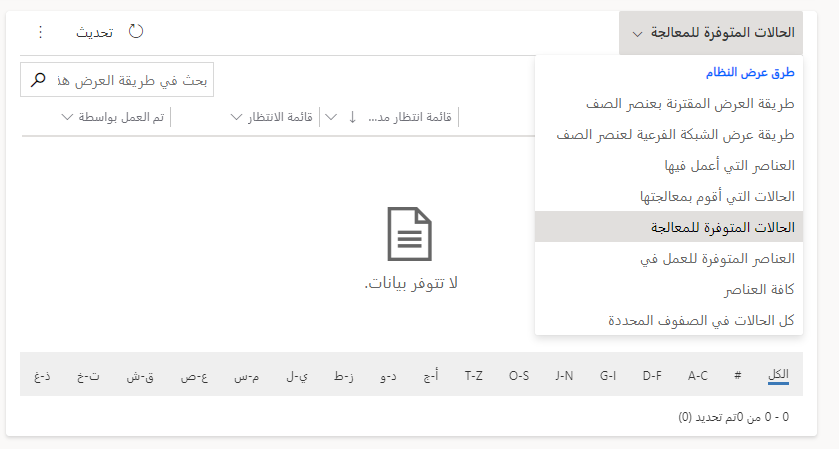 الحالات المتوفرة للمعالجة
تحديث
طرق عرض النظام
طريقة العرض المقترنة بعنصر الصف
طريقة عرض الشبكة الفرعية لعنصر الصف
العناصر التي أعمل فيها
الحالات التي أقوم بمعالجتها
الحالات المتوفرة للمعالجة
العناصر المتوفرة للعمل في
كافة العناصر
كل الحالات في الصفوف المحددة
بحث في طريقة العرض هذ
قائمة انتظار مد... قائمة الانتظار تم العمل بواسطة
لا تتوفر بيانات.
الكل # A-C D-F G-I J-N O-S T-Z أ-ج د-و ز-ط ي-ل م-س ع-ص ق-ش ت-خ ذ-غ
0 - 0 من 0تم تحديد (0)